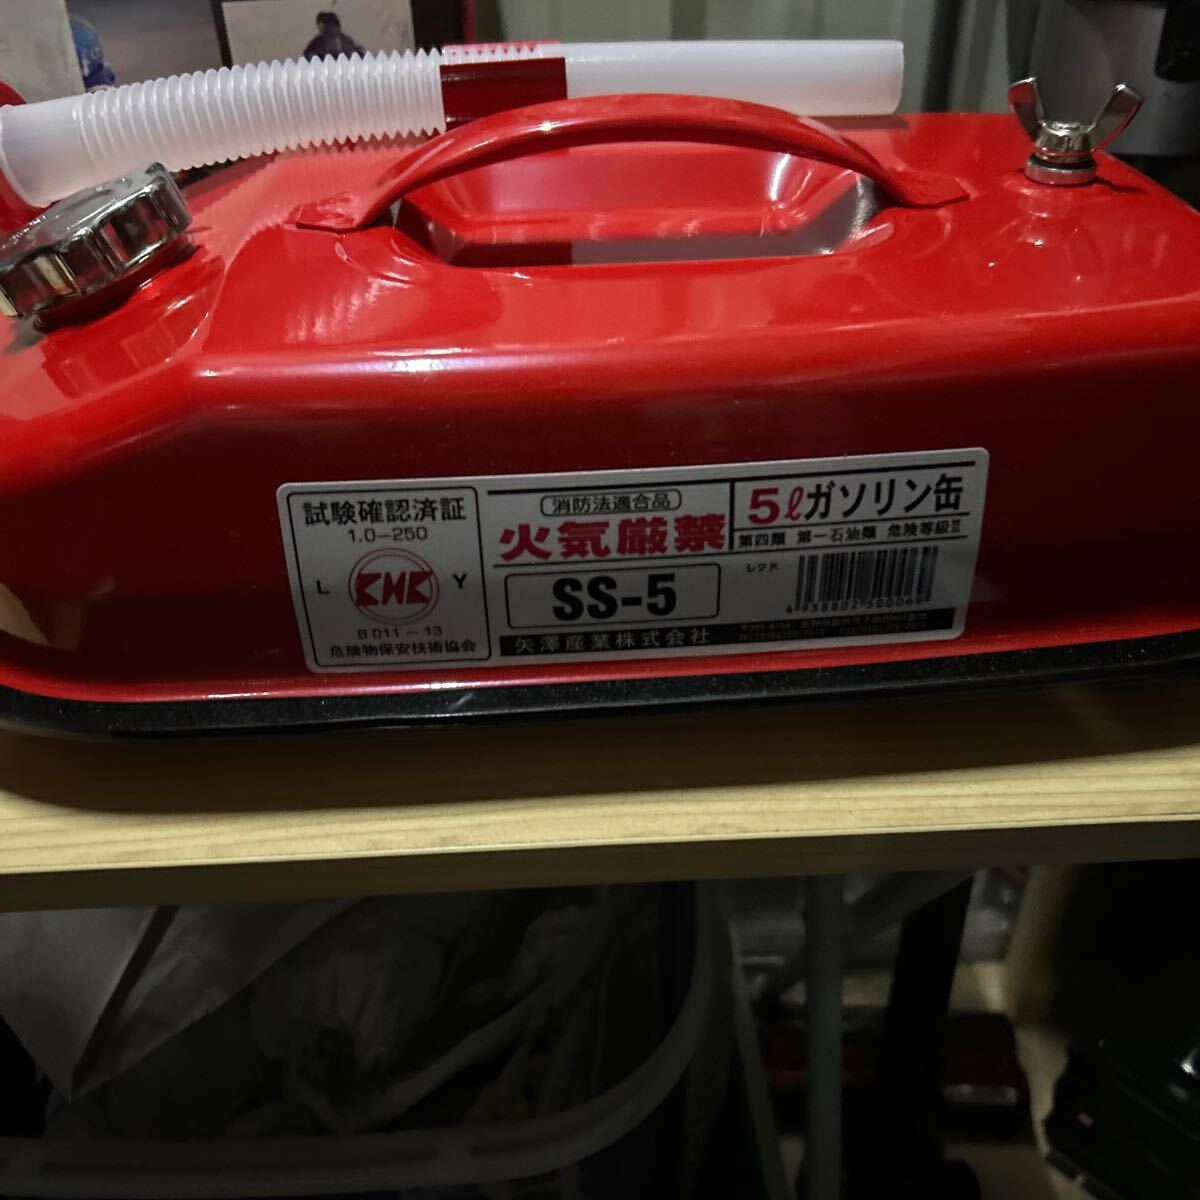 試験確認済証
1.0-250
L KHK Y
B011-13
危険物保安技術協会
消防法適合品
火気厳禁
SS-5
矢澤産業株式会社
5ℓガソリン缶
第四類 第一石油類 危険等級Ⅱ
レッド
4 938802 500069